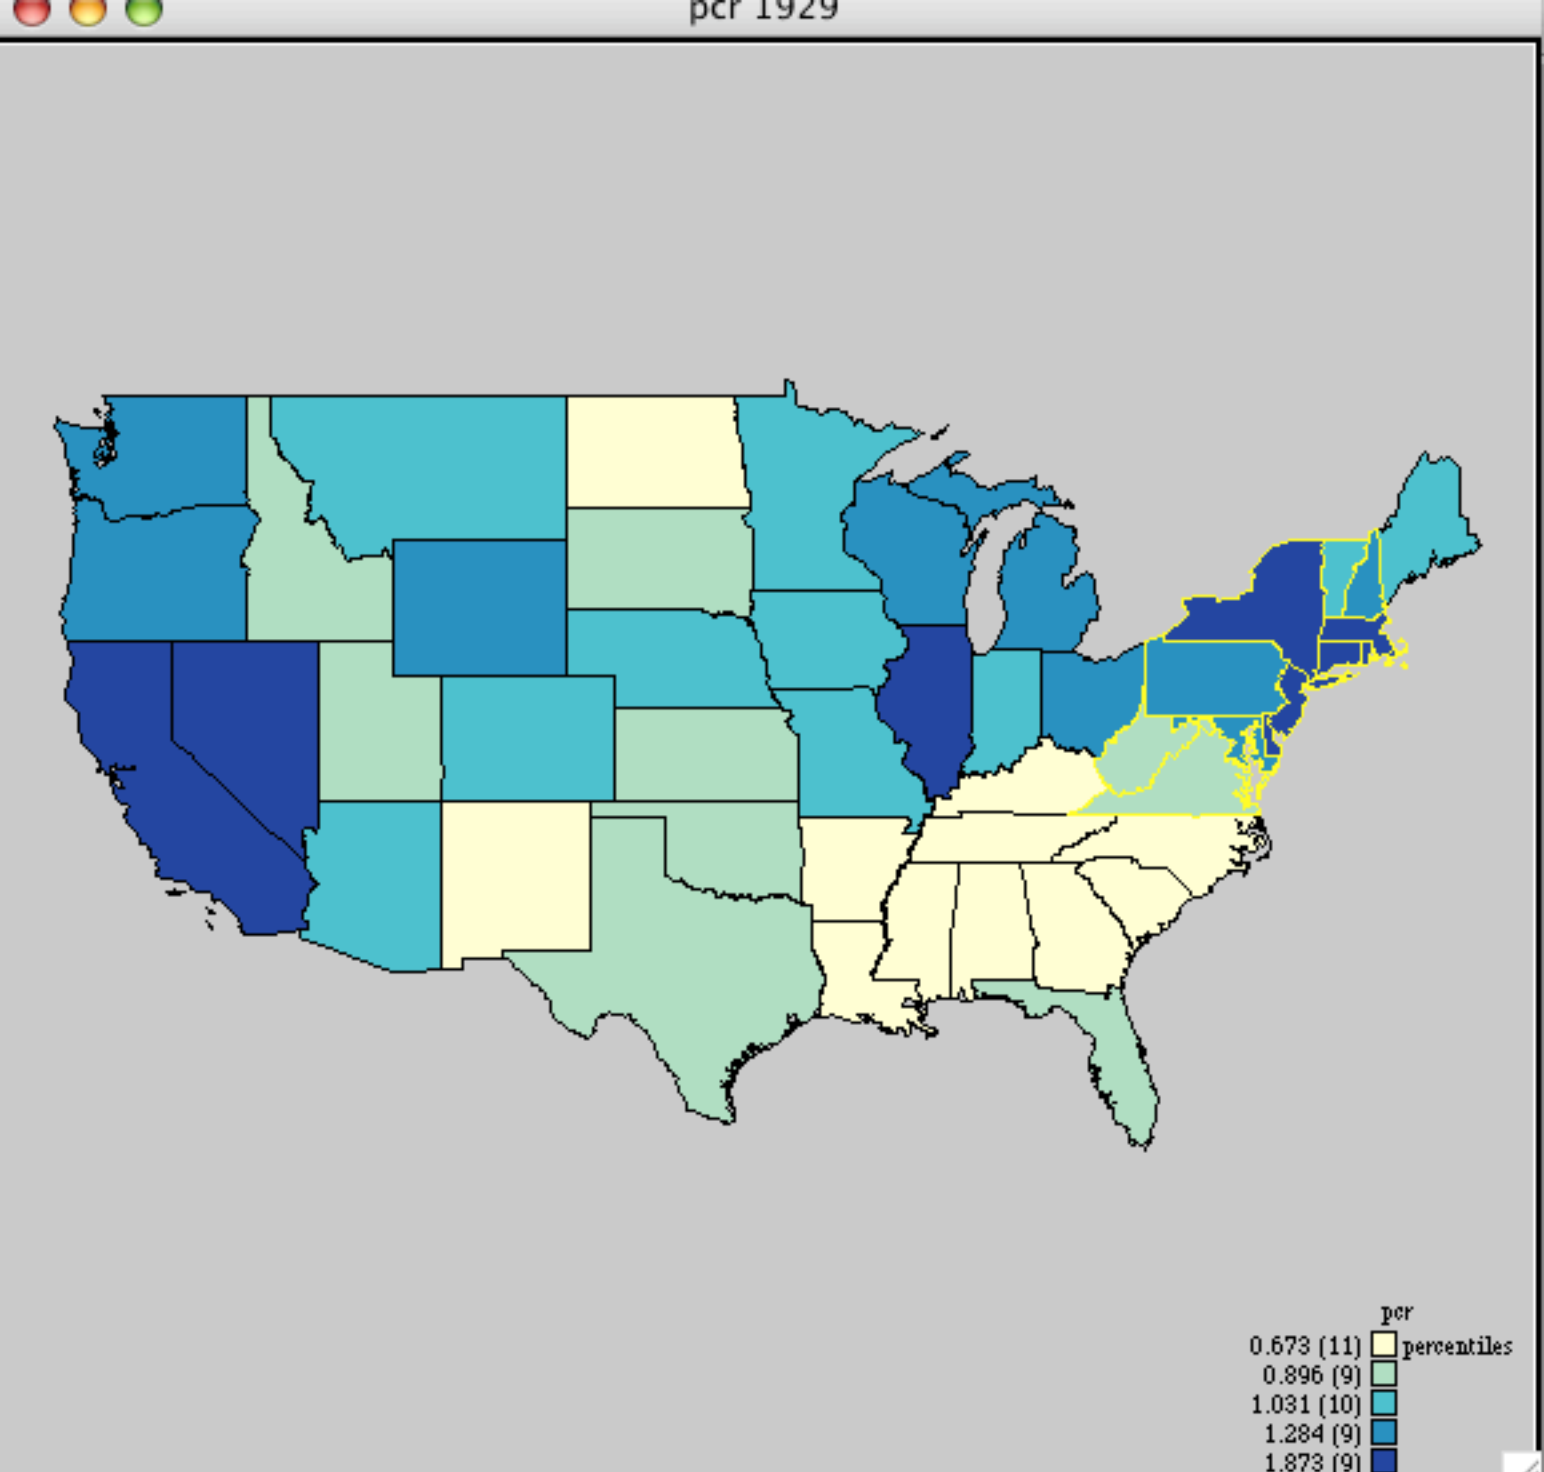 pcr 1929
pcr
0.673 (11) percentiles
0.896 (9)
1.031 (10)
1.284 (9)
1.873 (9)